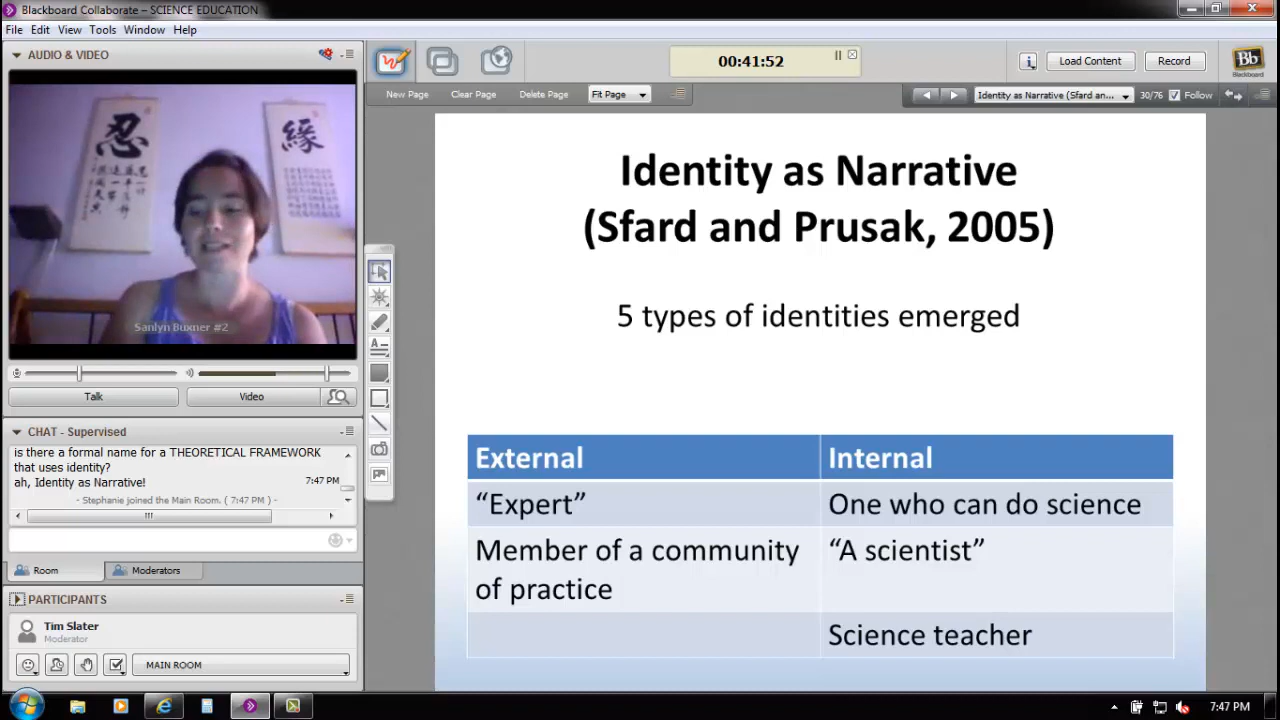 Blackboard Collaborate - SCIENCE EDUCATION
File Edit View Tools Window Help
AUDIO & VIDEO
忍
緣
Sanlyn Buxner #2
Talk Video
CHAT - Supervised
is there a formal name for a THEORETICAL FRAMEWORK
that uses identity?
ah, Identity as Narrative! 7:47 PM
- Stephanie joined the Main Room. ( 7:47 PM ) -
Room Moderators
PARTICIPANTS
Tim Slater
Moderator
MAIN ROOM
00:41:52
Load Content Record
Bb
Blackboard
New Page Clear Page Delete Page Fit Page
Identity as Narrative (Sfard an... 30/76 Follow
Identity as Narrative
(Sfard and Prusak, 2005)
5 types of identities emerged
External Internal
“Expert” One who can do science
Member of a community “A scientist”
of practice
Science teacher
7:47 PM